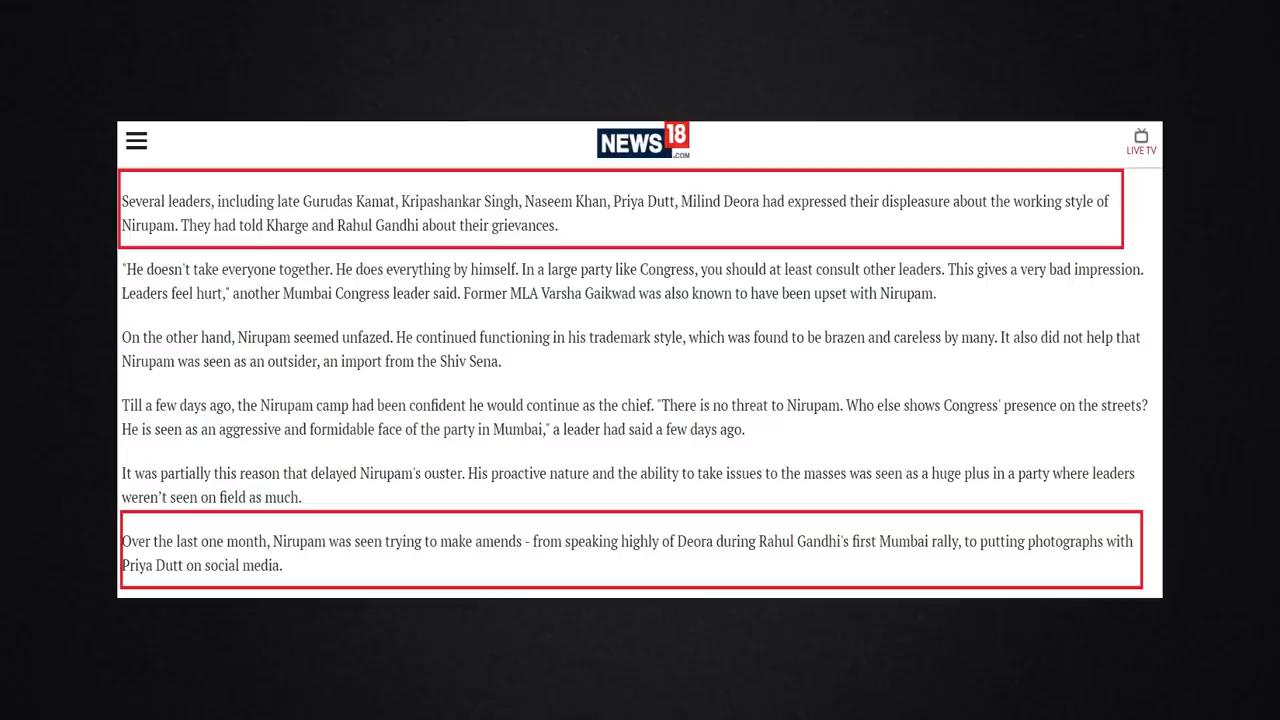 NEWS 18
.COM
LIVE TV
Several leaders, including late Gurudas Kamat, Kripashankar Singh, Naseem Khan, Priya Dutt, Milind Deora had expressed their displeasure about the working style of
Nirupam. They had told Kharge and Rahul Gandhi about their grievances.
"He doesn't take everyone together. He does everything by himself. In a large party like Congress, you should at least consult other leaders. This gives a very bad impression.
Leaders feel hurt," another Mumbai Congress leader said. Former MLA Varsha Gaikwad was also known to have been upset with Nirupam.
On the other hand, Nirupam seemed unfazed. He continued functioning in his trademark style, which was found to be brazen and careless by many. It also did not help that
Nirupam was seen as an outsider, an import from the Shiv Sena.
Till a few days ago, the Nirupam camp had been confident he would continue as the chief. "There is no threat to Nirupam. Who else shows Congress' presence on the streets?
He is seen as an aggressive and formidable face of the party in Mumbai," a leader had said a few days ago.
It was partially this reason that delayed Nirupam's ouster. His proactive nature and the ability to take issues to the masses was seen as a huge plus in a party where leaders
weren’t seen on field as much.
Over the last one month, Nirupam was seen trying to make amends - from speaking highly of Deora during Rahul Gandhi's first Mumbai rally, to putting photographs with
Priya Dutt on social media.